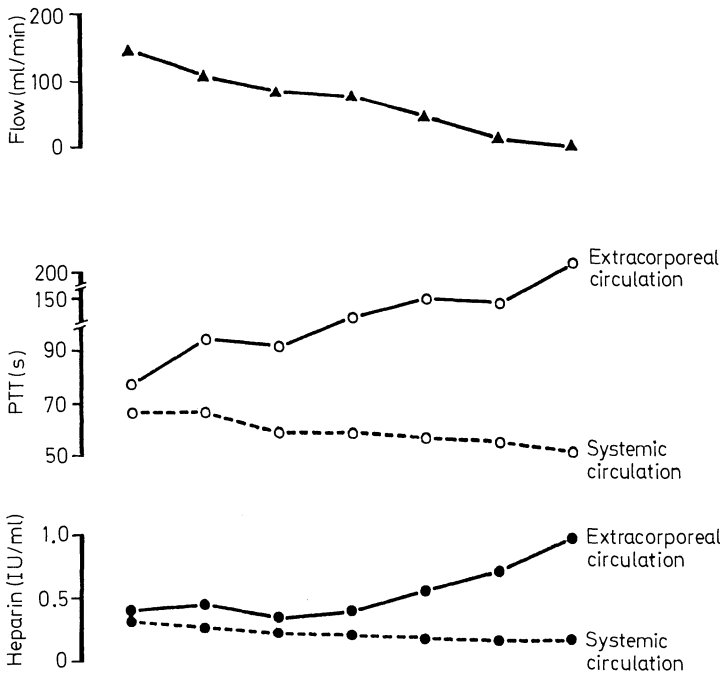 Flow (ml/min)
200
100
0
PTT (s)
200
150
90
70
50
Extracorporeal
circulation
Systemic
circulation
Heparin (IU/ml)
1.0
0.5
0
Extracorporeal
circulation
Systemic
circulation